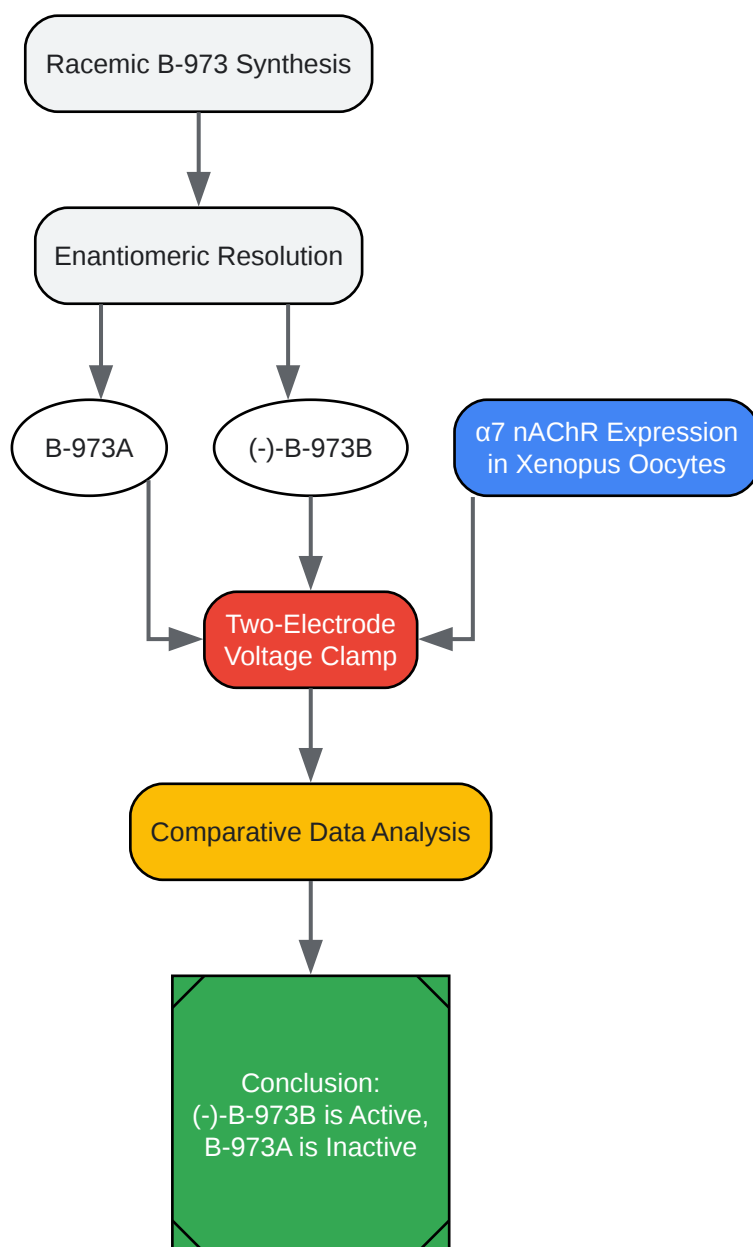 Racemic B-973 Synthesis
Enantiomeric Resolution
B-973A
(-)-B-973B
α7 nAChR Expression
in Xenopus Oocytes
Two-Electrode
Voltage Clamp
Comparative Data Analysis
Conclusion:
(-)-B-973B is Active,
B-973A is Inactive